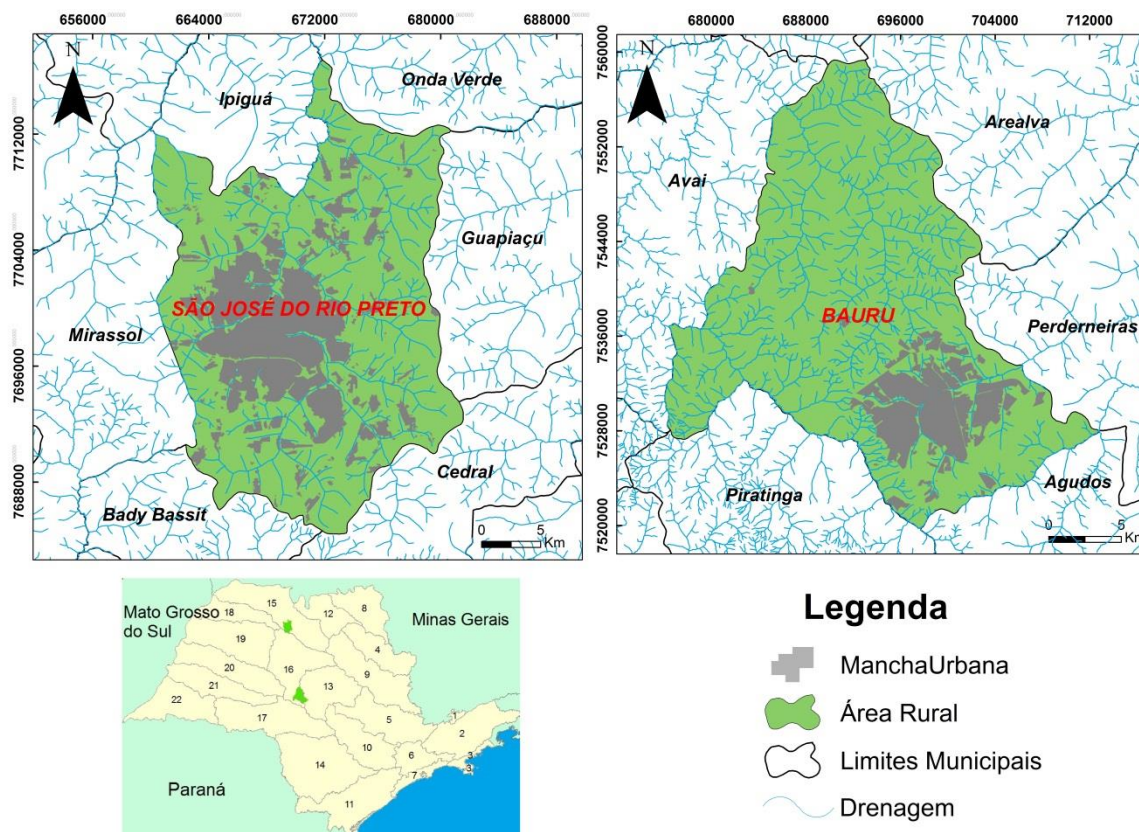 656000 664000 672000 680000 688000
7712000
7704000
7696000
7688000
N
Ipiguá
Onda Verde
Guapiaçu
SÃO JOSÉ DO RIO PRETO
Mirassol
Cedral
Bady Bassit
0 5
Km
680000 688000 696000 704000 712000
7560000
7552000
7544000
7536000
75280000
7520000
N
Arealva
Avai
BAURU
Perderneiras
Piratinga
Agudos
0 5
Km
Mato Grosso
do Sul
Minas Gerais
Paraná
15
8
18
12
19
4
20
16
9
21
13
22
17
5
1
2
10
6
3
3
7
14
11
Legenda
ManchaUrbana
Área Rural
Limites Municipais
Drenagem